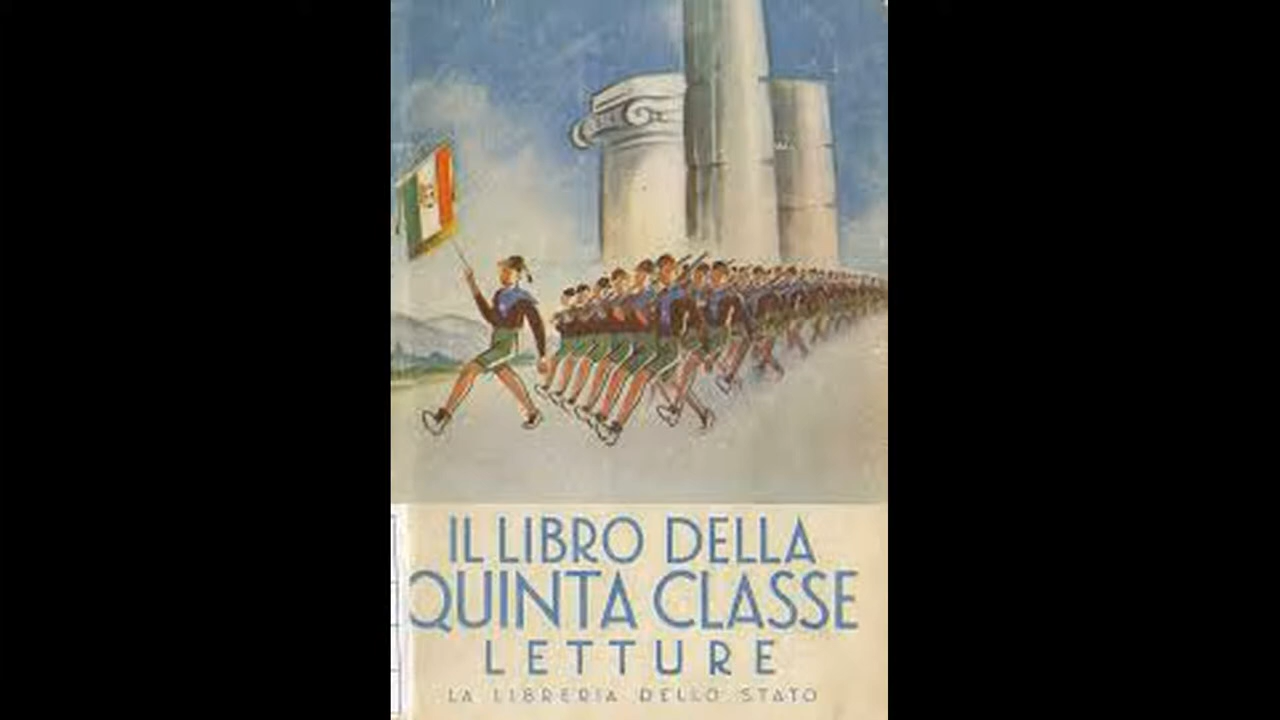 IL LIBRO DELLA
QUINTA CLASSE
LETTURE
LA LIBRERIA DELLO STATO